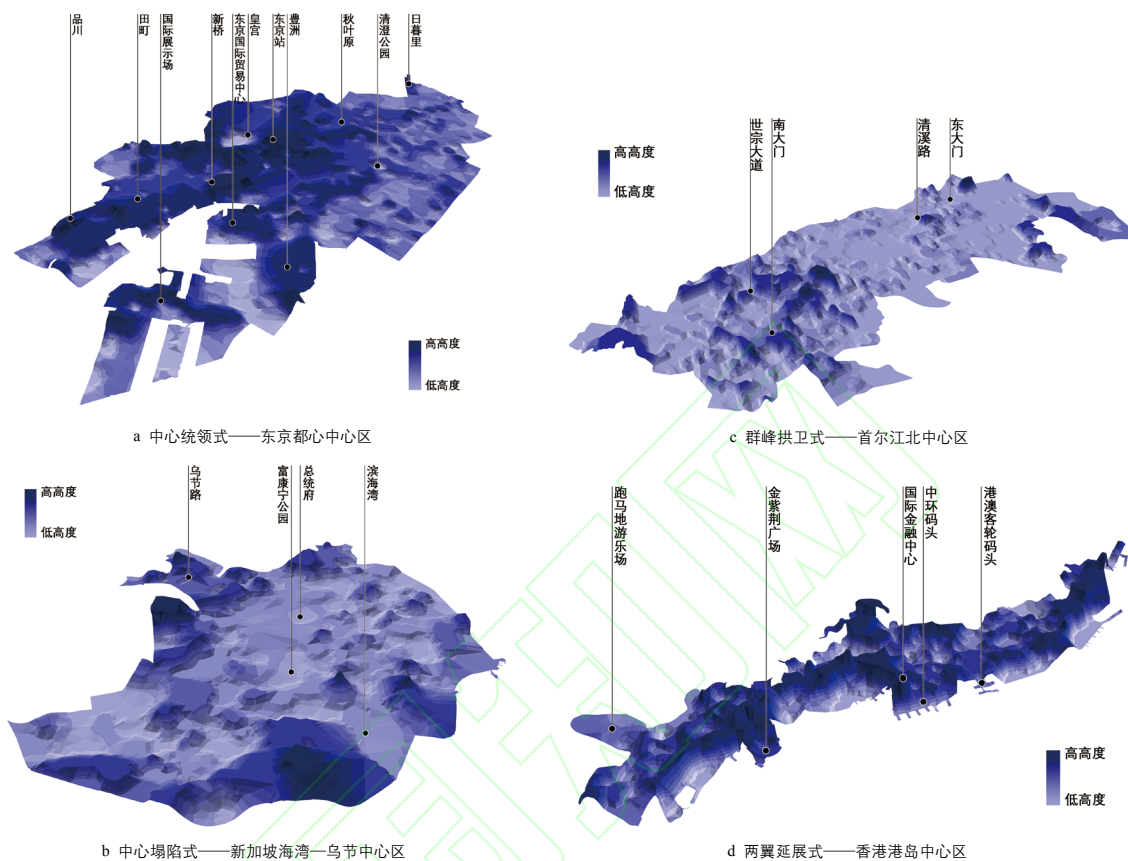 品川
田町
国际展示场
新桥
东京国际贸易中心
皇宫
东京站
豊洲
秋叶原
清澄公园
日暮里
高高度
低高度
a 中心统领式——东京都心中心区
世宗大道
南大门
清溪路
东大门
高高度
低高度
c 群峰拱卫式——首尔江北中心区
乌节路
富康宁公园
总统府
滨海湾
高高度
低高度
b 中心塌陷式——新加坡海湾—乌节中心区
跑马地游乐场
金紫荆广场
国际金融中心
中环码头
港澳客轮码头
高高度
低高度
d 两翼延展式——香港港岛中心区